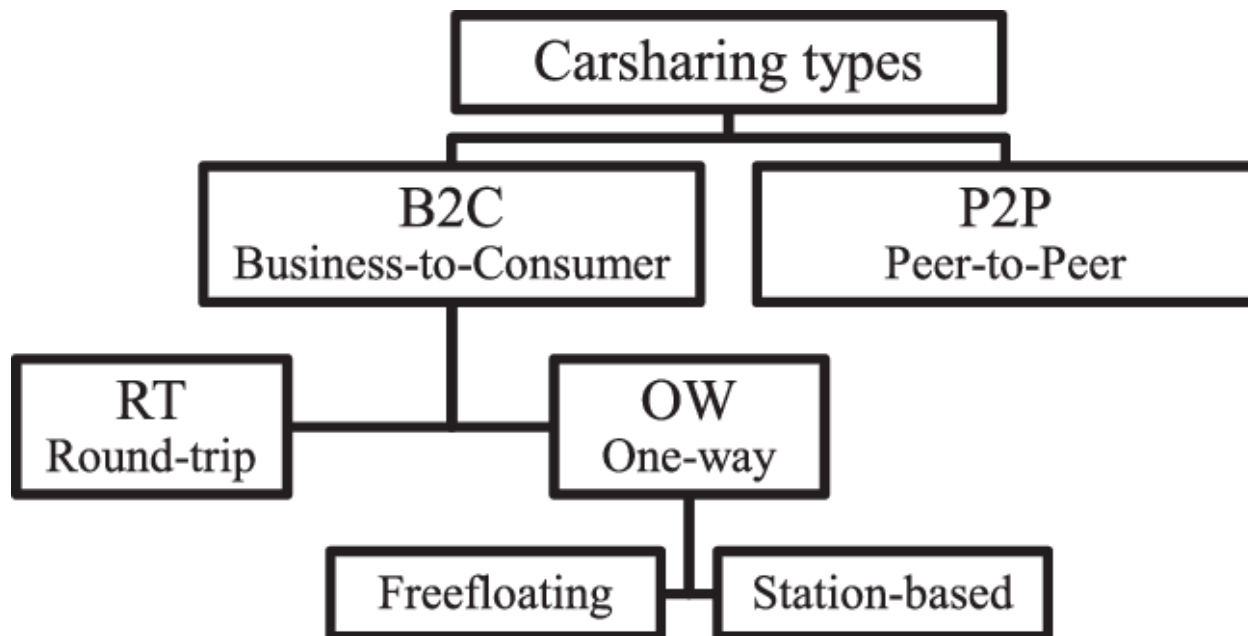 Carsharing types
B2C
Business-to-Consumer
P2P
Peer-to-Peer
RT
Round-trip
OW
One-way
Freefloating
Station-based